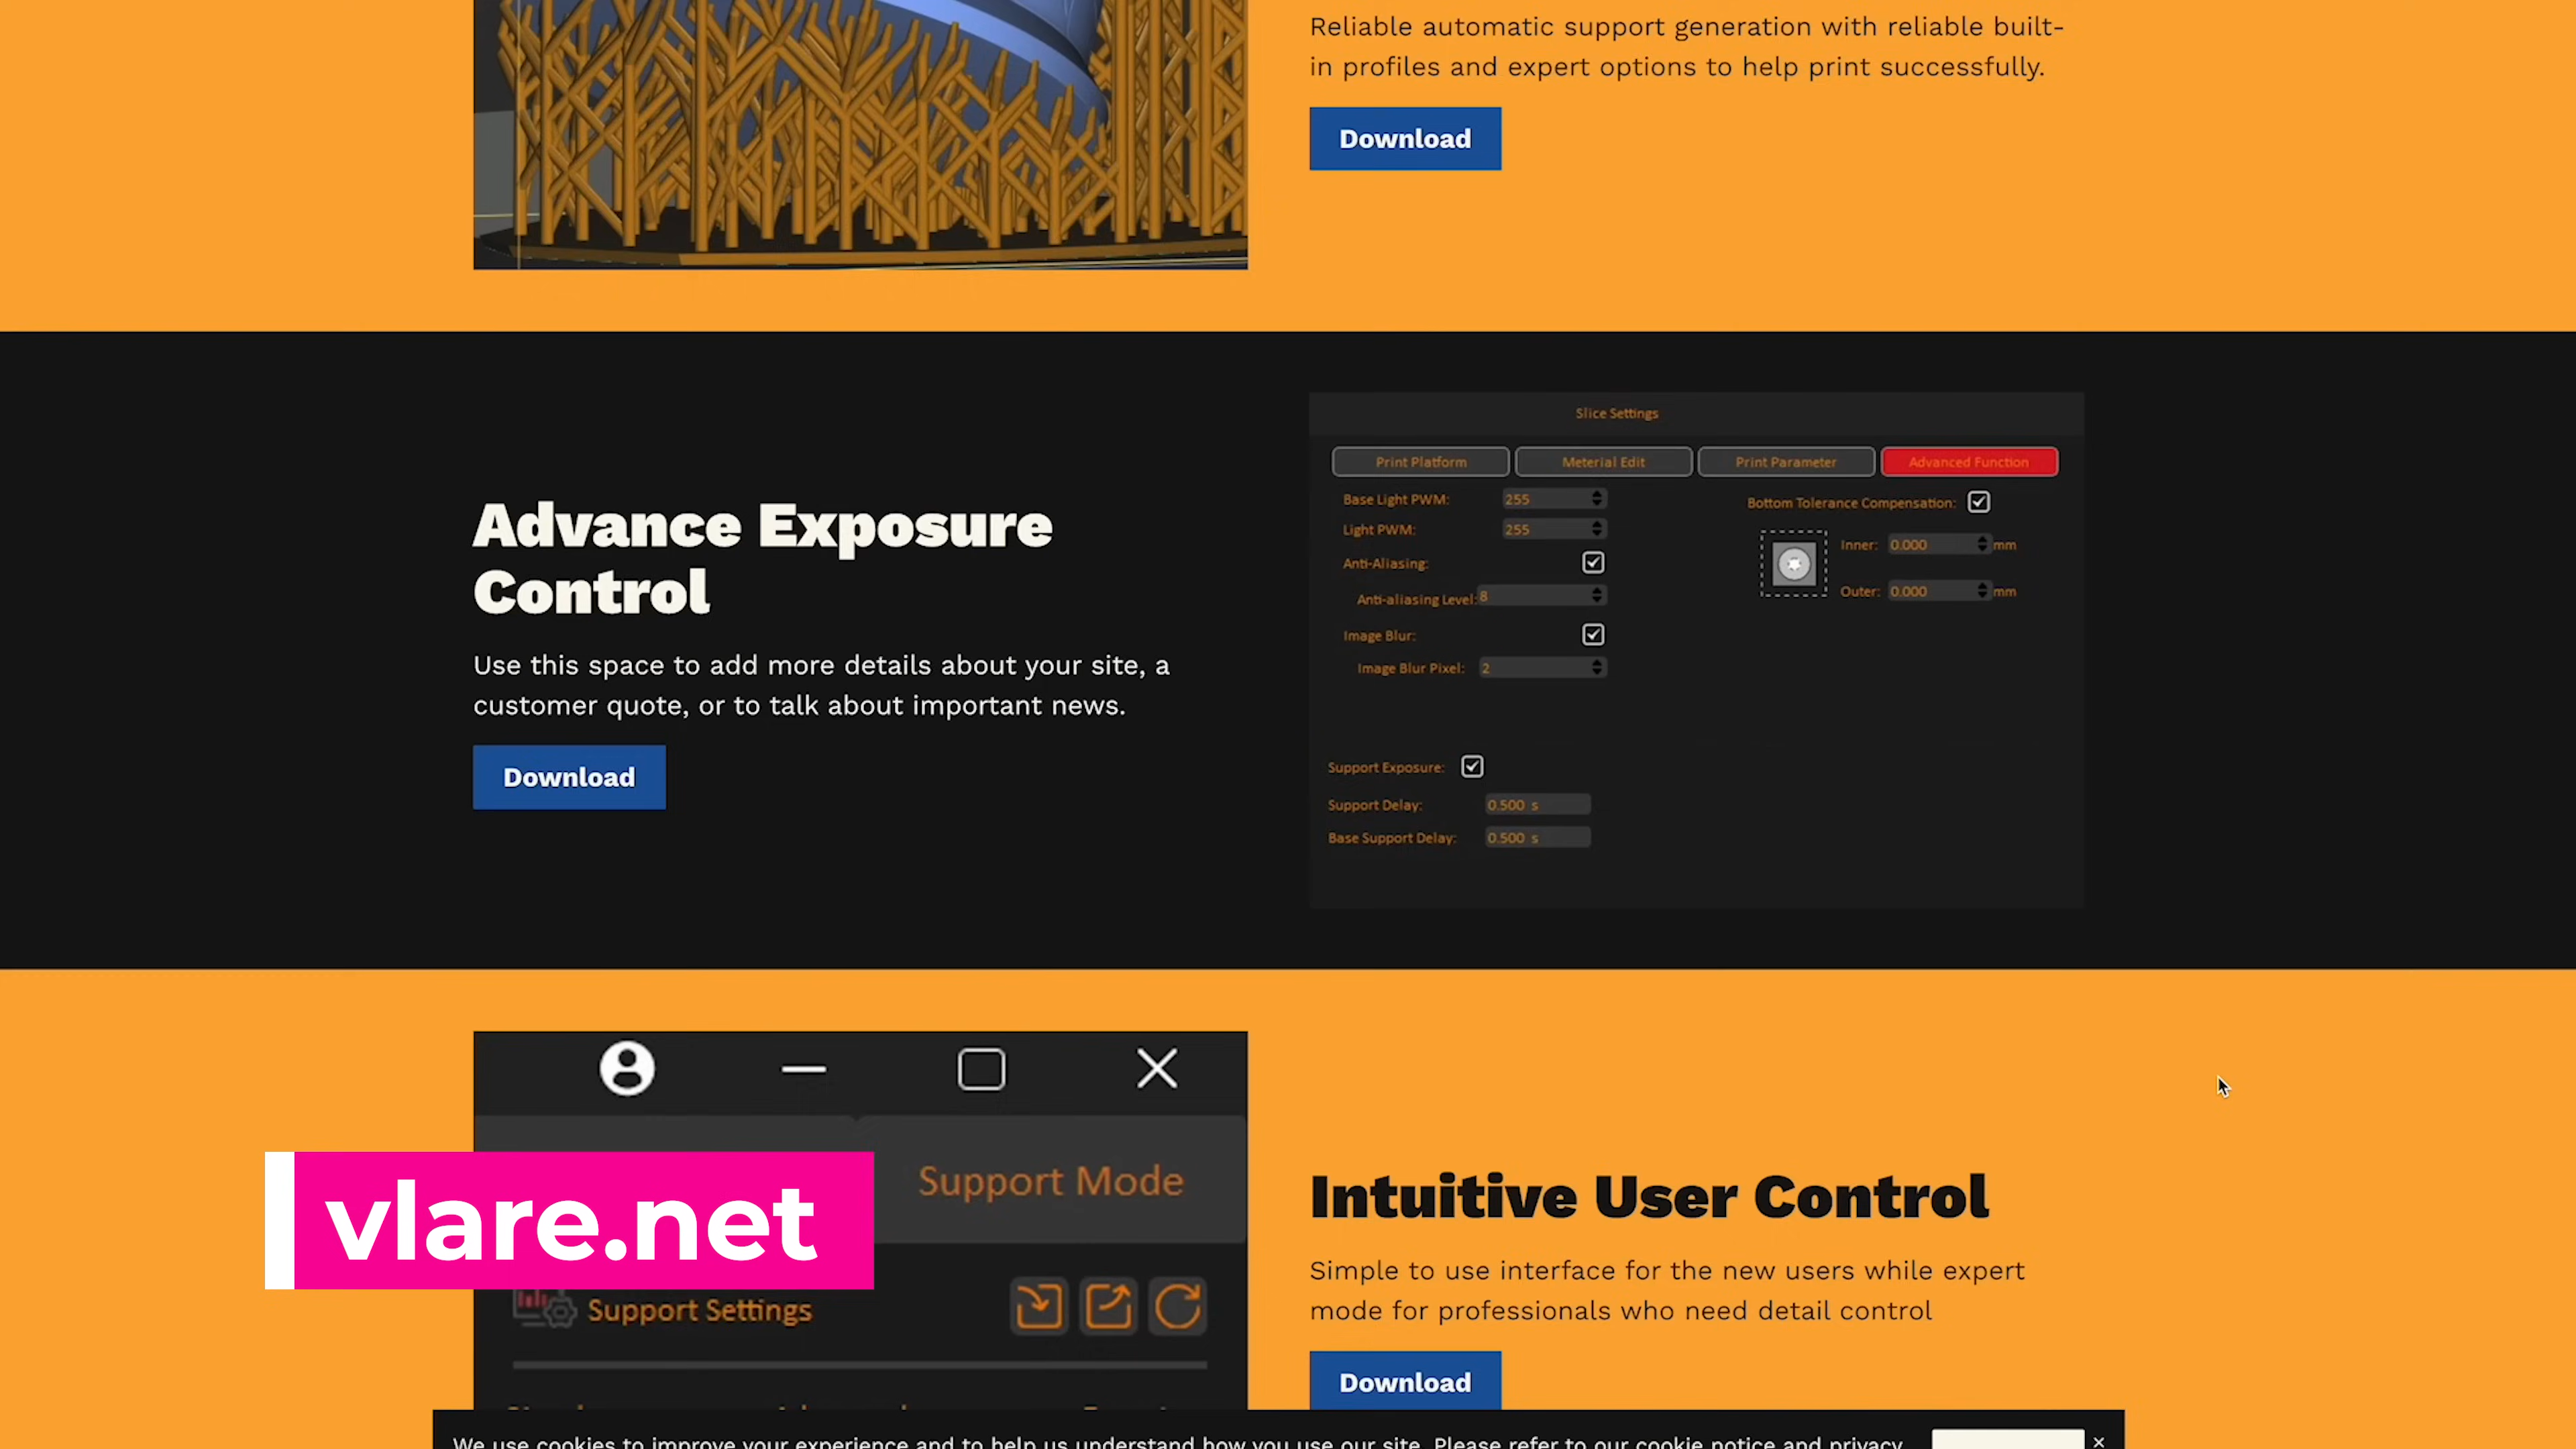 Reliable automatic support generation with reliable built-
in profiles and expert options to help print successfully.
Download
Advance Exposure
Control
Use this space to add more details about your site, a
customer quote, or to talk about important news.
Download
Slice Settings
Print Platform
Meterial Edit
Print Parameter
Advanced Function
Base Light PWM: 255
Light PWM: 255
Anti-Aliasing:
Anti-aliasing Level: 8
Image Blur:
Image Blur Pixel: 2
Bottom Tolerance Compensation:
Inner: 0.000 mm
Outer: 0.000 mm
Support Exposure:
Support Delay: 0.500 s
Base Support Delay: 0.500 s
Support Mode
vlare.net
Support Settings
Intuitive User Control
Simple to use interface for the new users while expert
mode for professionals who need detail control
Download
We use cookies to improve your experience and to help us understand how you use our site. Please refer to our cookie notice and privacy